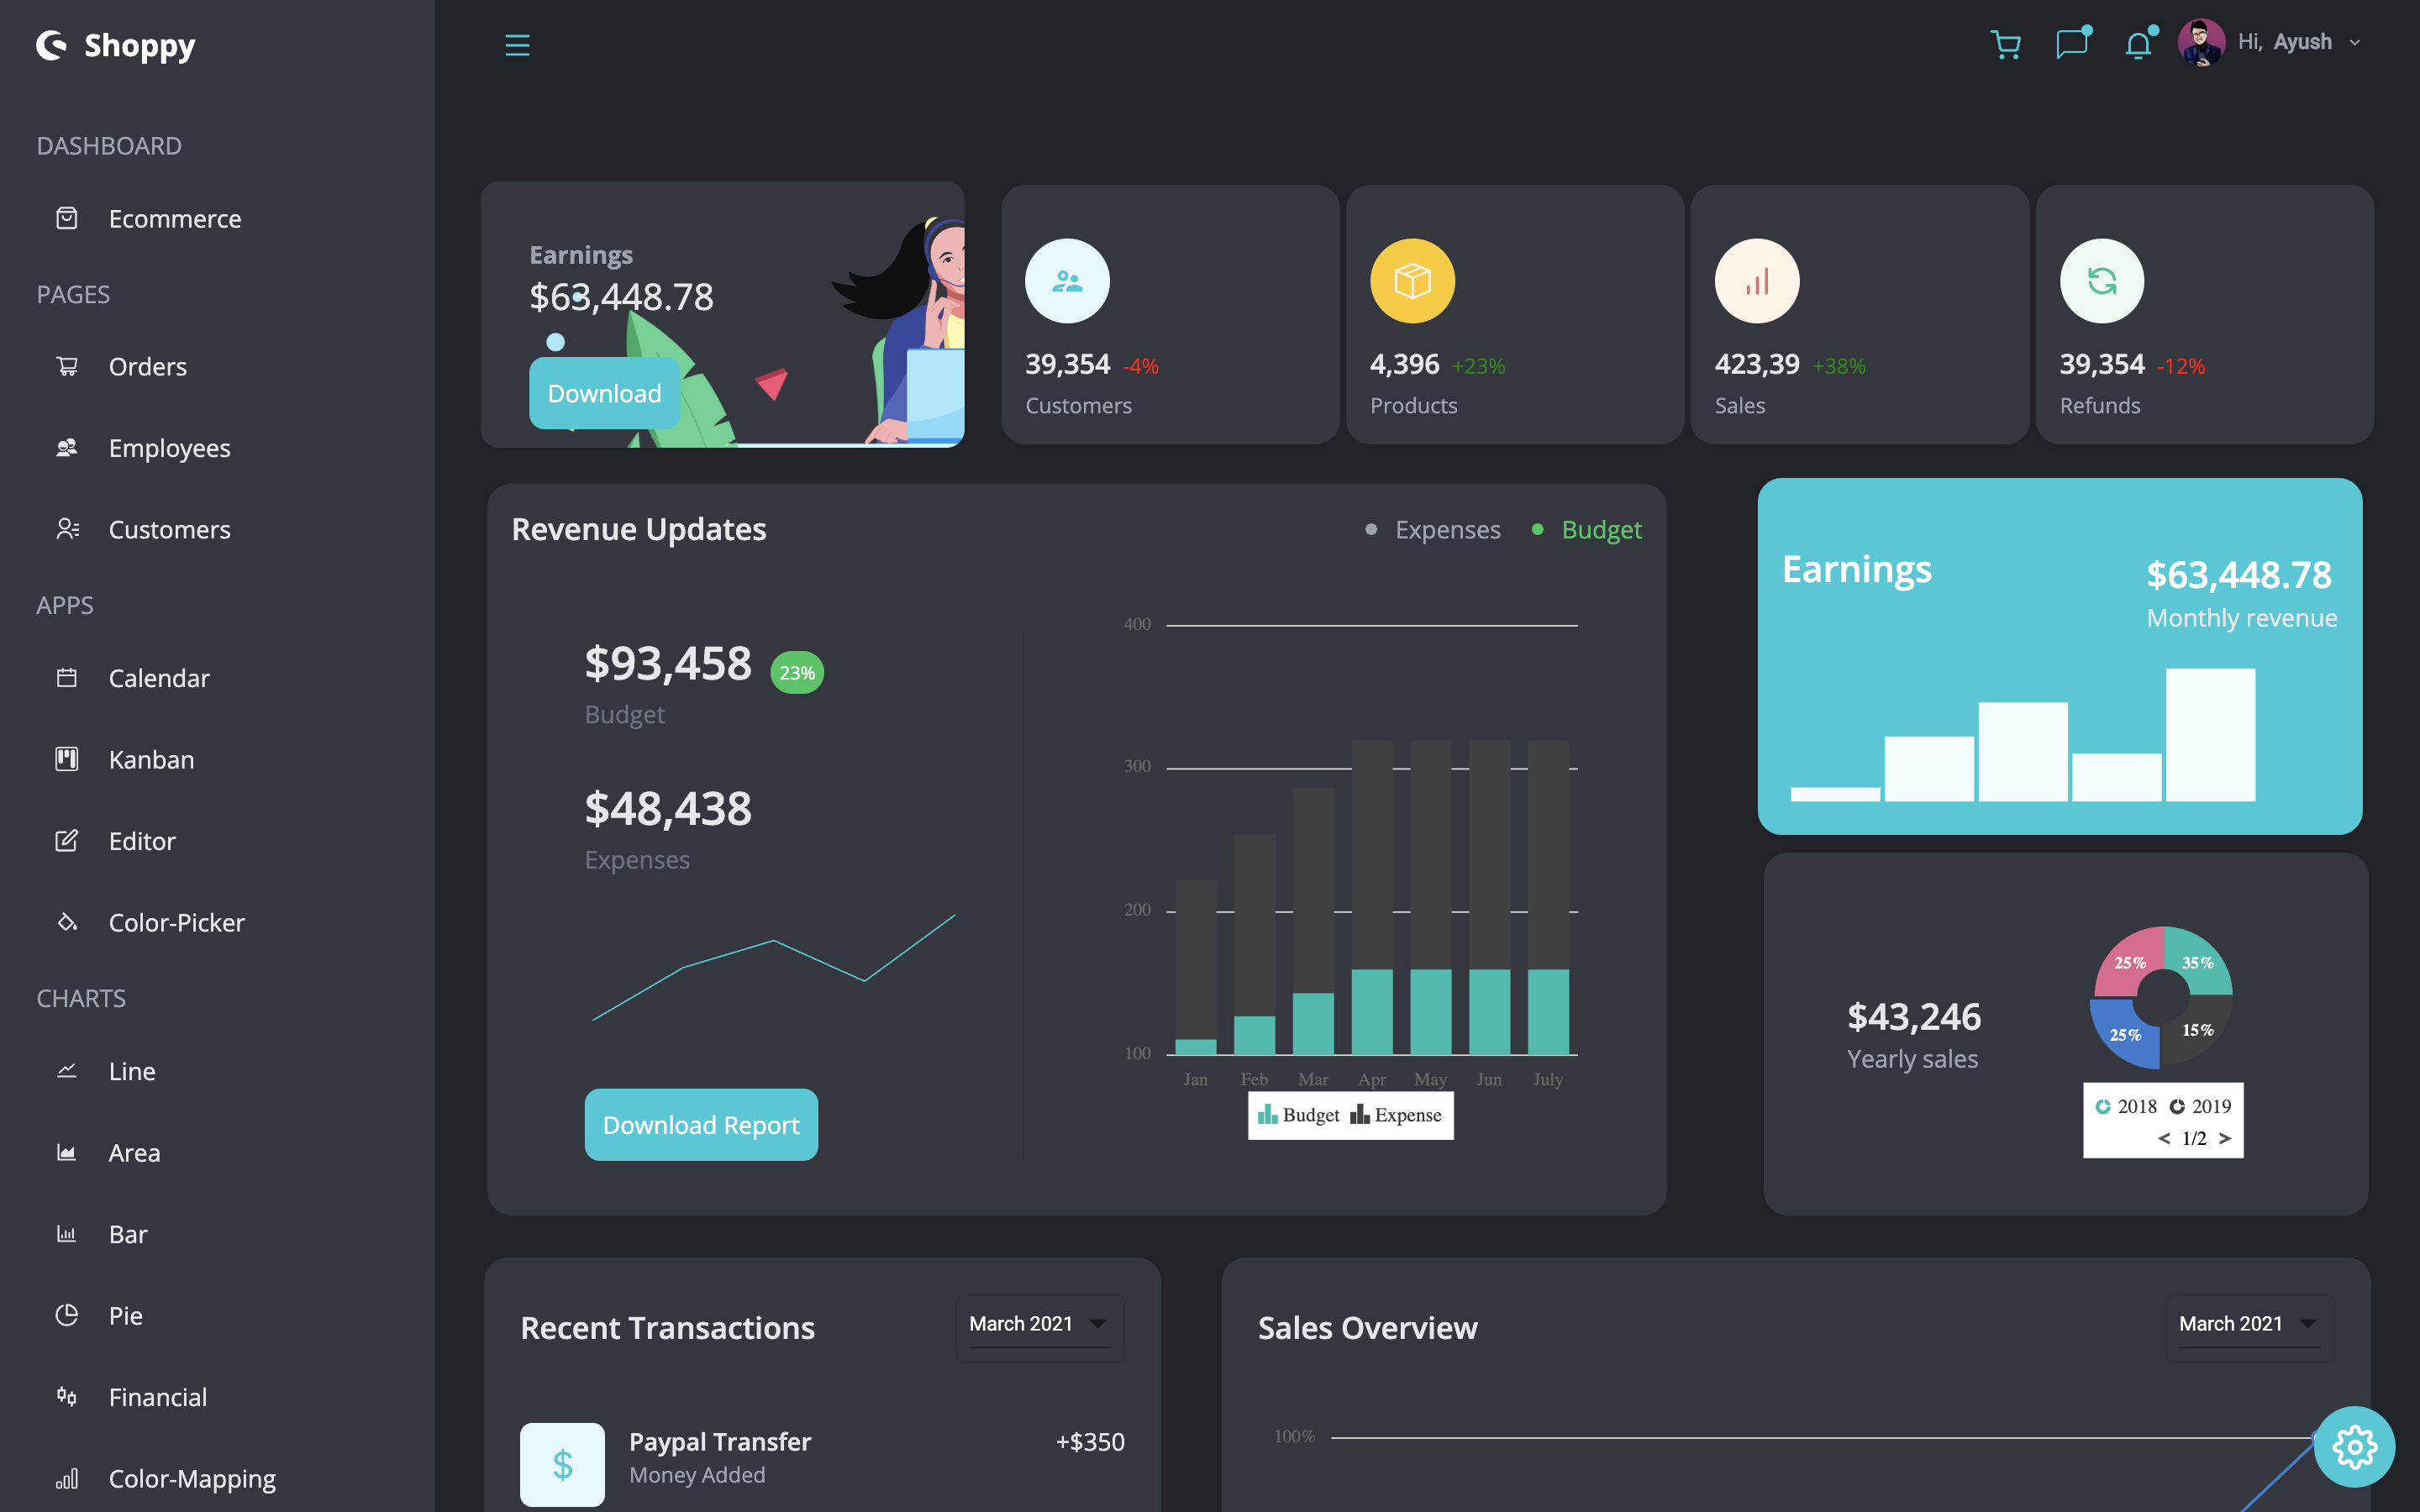 Shoppy
DASHBOARD
Ecommerce
PAGES
Orders
Employees
Customers
APPS
Calendar
Kanban
Editor
Color-Picker
CHARTS
Line
Area
Bar
Pie
Financial
Color-Mapping
Hi, Ayush
Earnings
$63,448.78
Download
39,354 -4%
Customers
4,396 +23%
Products
423,39 +38%
Sales
39,354 -12%
Refunds
Revenue Updates
Expenses Budget
$93,458 23%
Budget
$48,438
Expenses
Download Report
400
300
200
100
Jan Feb Mar Apr May Jun July
Budget Expense
Earnings
$63,448.78
Monthly revenue
$43,246
Yearly sales
25% 35%
25% 15%
2018 2019
< 1/2 >
Recent Transactions
March 2021
$
Paypal Transfer
Money Added
+$350
Sales Overview
March 2021
100%